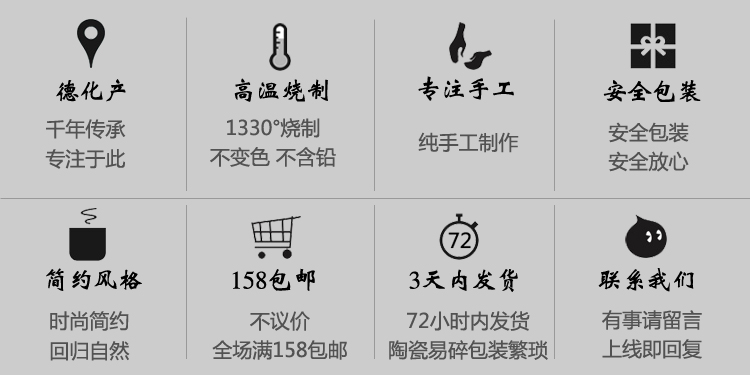 德化产
千年传承
专注于此
高温烧制
1330°烧制
不变色 不含铅
专注手工
纯手工制作
安全包装
安全包装
安全放心
简约风格
时尚简约
回归自然
158包邮
不议价
全场满158包邮
72
3天内发货
72小时内发货
陶瓷易碎包装繁琐
联系我们
有事请留言
上线即回复